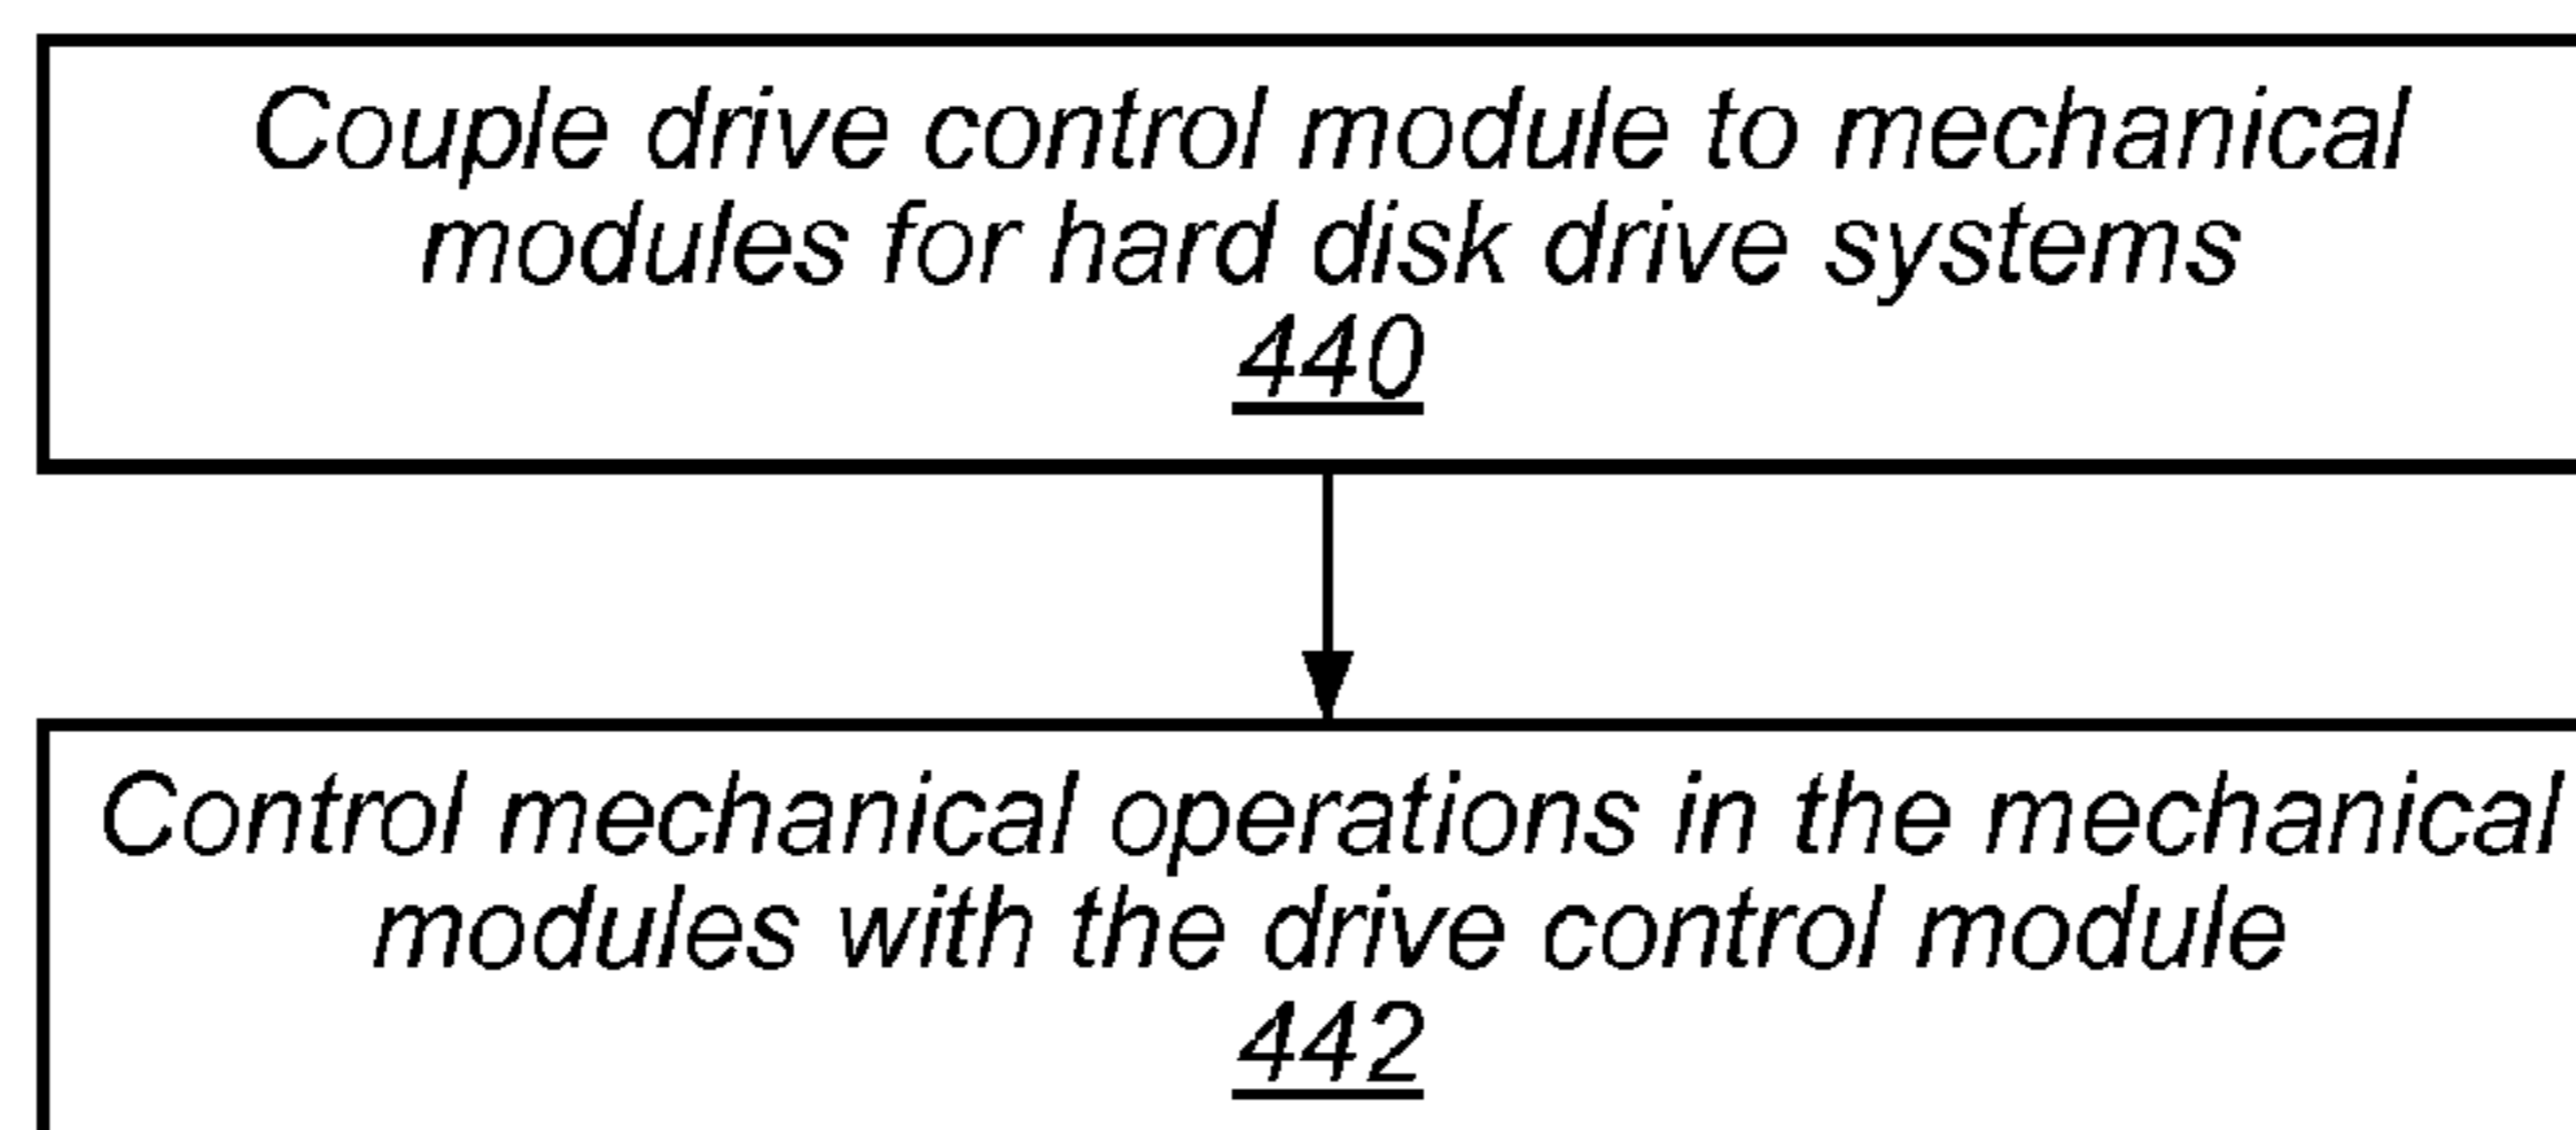 Couple drive control module to mechanical
modules for hard disk drive systems
440
Control mechanical operations in the mechanical
modules with the drive control module
442